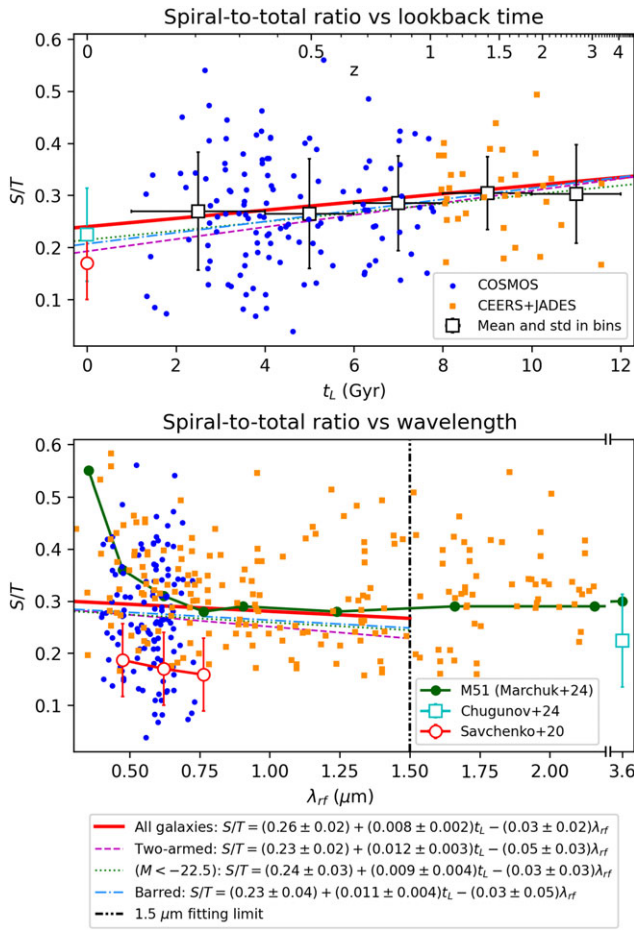 Spiral-to-total ratio vs lookback time
0 0.5 1 1.5 2 3 4
z
0.6
0.5
0.4
0.3
0.2
0.1
S/T
COSMOS
CEERS+JADES
Mean and std in bins
0 2 4 6 8 10 12
t_L (Gyr)
Spiral-to-total ratio vs wavelength
0.6
0.5
0.4
0.3
0.2
0.1
S/T
M51 (Marchuk+24)
Chugunov+24
Savchenko+20
0.50 0.75 1.00 1.25 1.50 1.75 2.00 3.6
λ_rf (μm)
All galaxies: S/T = (0.26 ± 0.02) + (0.008 ± 0.002)t_L − (0.03 ± 0.02)λ_rf
Two-armed: S/T = (0.23 ± 0.02) + (0.012 ± 0.003)t_L − (0.05 ± 0.03)λ_rf
(M < −22.5): S/T = (0.24 ± 0.03) + (0.009 ± 0.004)t_L − (0.03 ± 0.03)λ_rf
Barred: S/T = (0.23 ± 0.04) + (0.011 ± 0.004)t_L − (0.03 ± 0.05)λ_rf
1.5 μm fitting limit